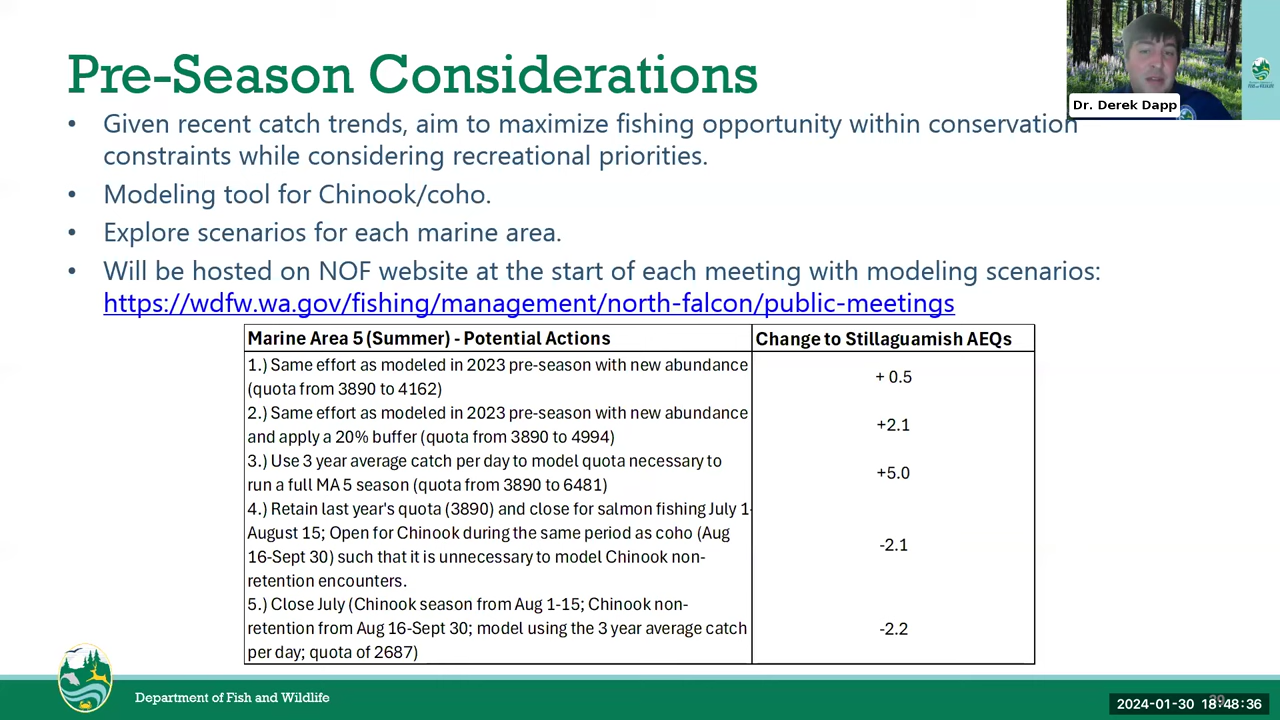 Pre-Season Considerations
Dr. Derek Dapp
• Given recent catch trends, aim to maximize fishing opportunity within conservation
constraints while considering recreational priorities.
• Modeling tool for Chinook/coho.
• Explore scenarios for each marine area.
• Will be hosted on NOF website at the start of each meeting with modeling scenarios:
https://wdfw.wa.gov/fishing/management/north-falcon/public-meetings
Marine Area 5 (Summer) - Potential Actions
Change to Stillaguamish AEQs
1.) Same effort as modeled in 2023 pre-season with new abundance
(quota from 3890 to 4162)
+ 0.5
2.) Same effort as modeled in 2023 pre-season with new abundance
and apply a 20% buffer (quota from 3890 to 4994)
+2.1
3.) Use 3 year average catch per day to model quota necessary to
run a full MA 5 season (quota from 3890 to 6481)
+5.0
4.) Retain last year's quota (3890) and close for salmon fishing July 1-
August 15; Open for Chinook during the same period as coho (Aug
16-Sept 30) such that it is unnecessary to model Chinook non-
retention encounters.
-2.1
5.) Close July (Chinook season from Aug 1-15; Chinook non-
retention from Aug 16-Sept 30; model using the 3 year average catch
per day; quota of 2687)
-2.2
Department of Fish and Wildlife
2024-01-30 18:48:36